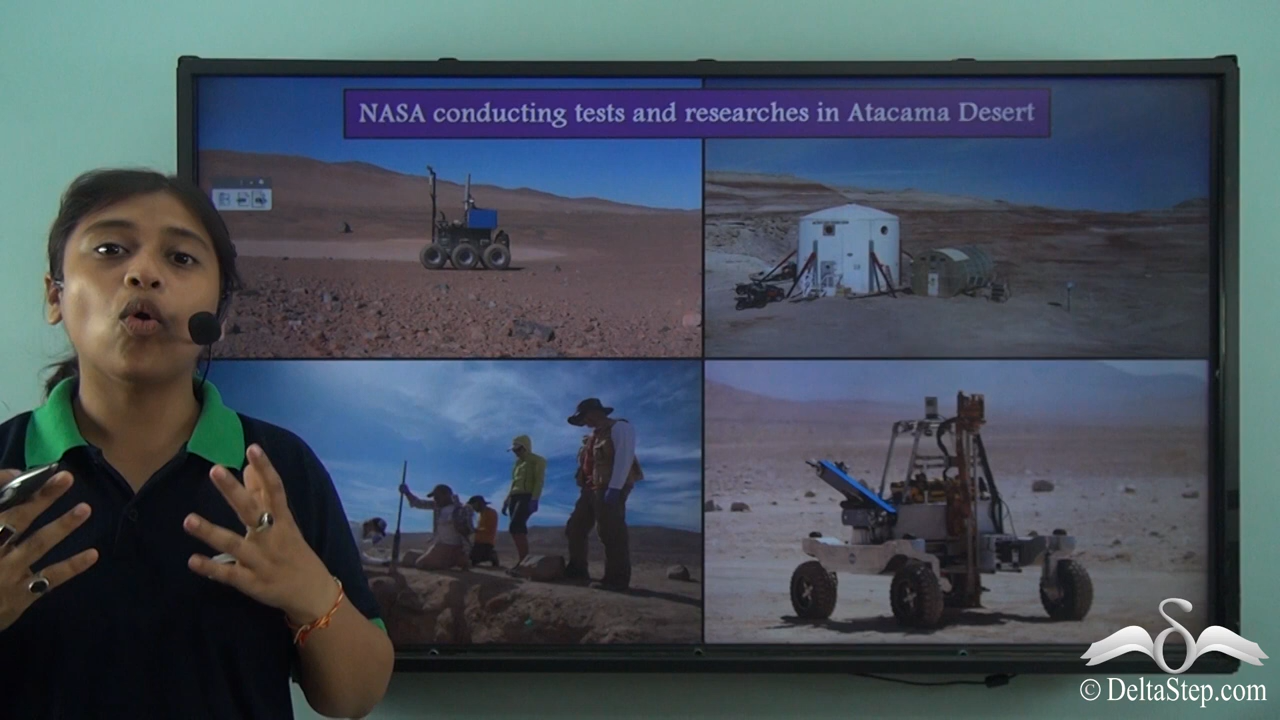 NASA conducting tests and researches in Atacama Desert
© DeltaStep.com